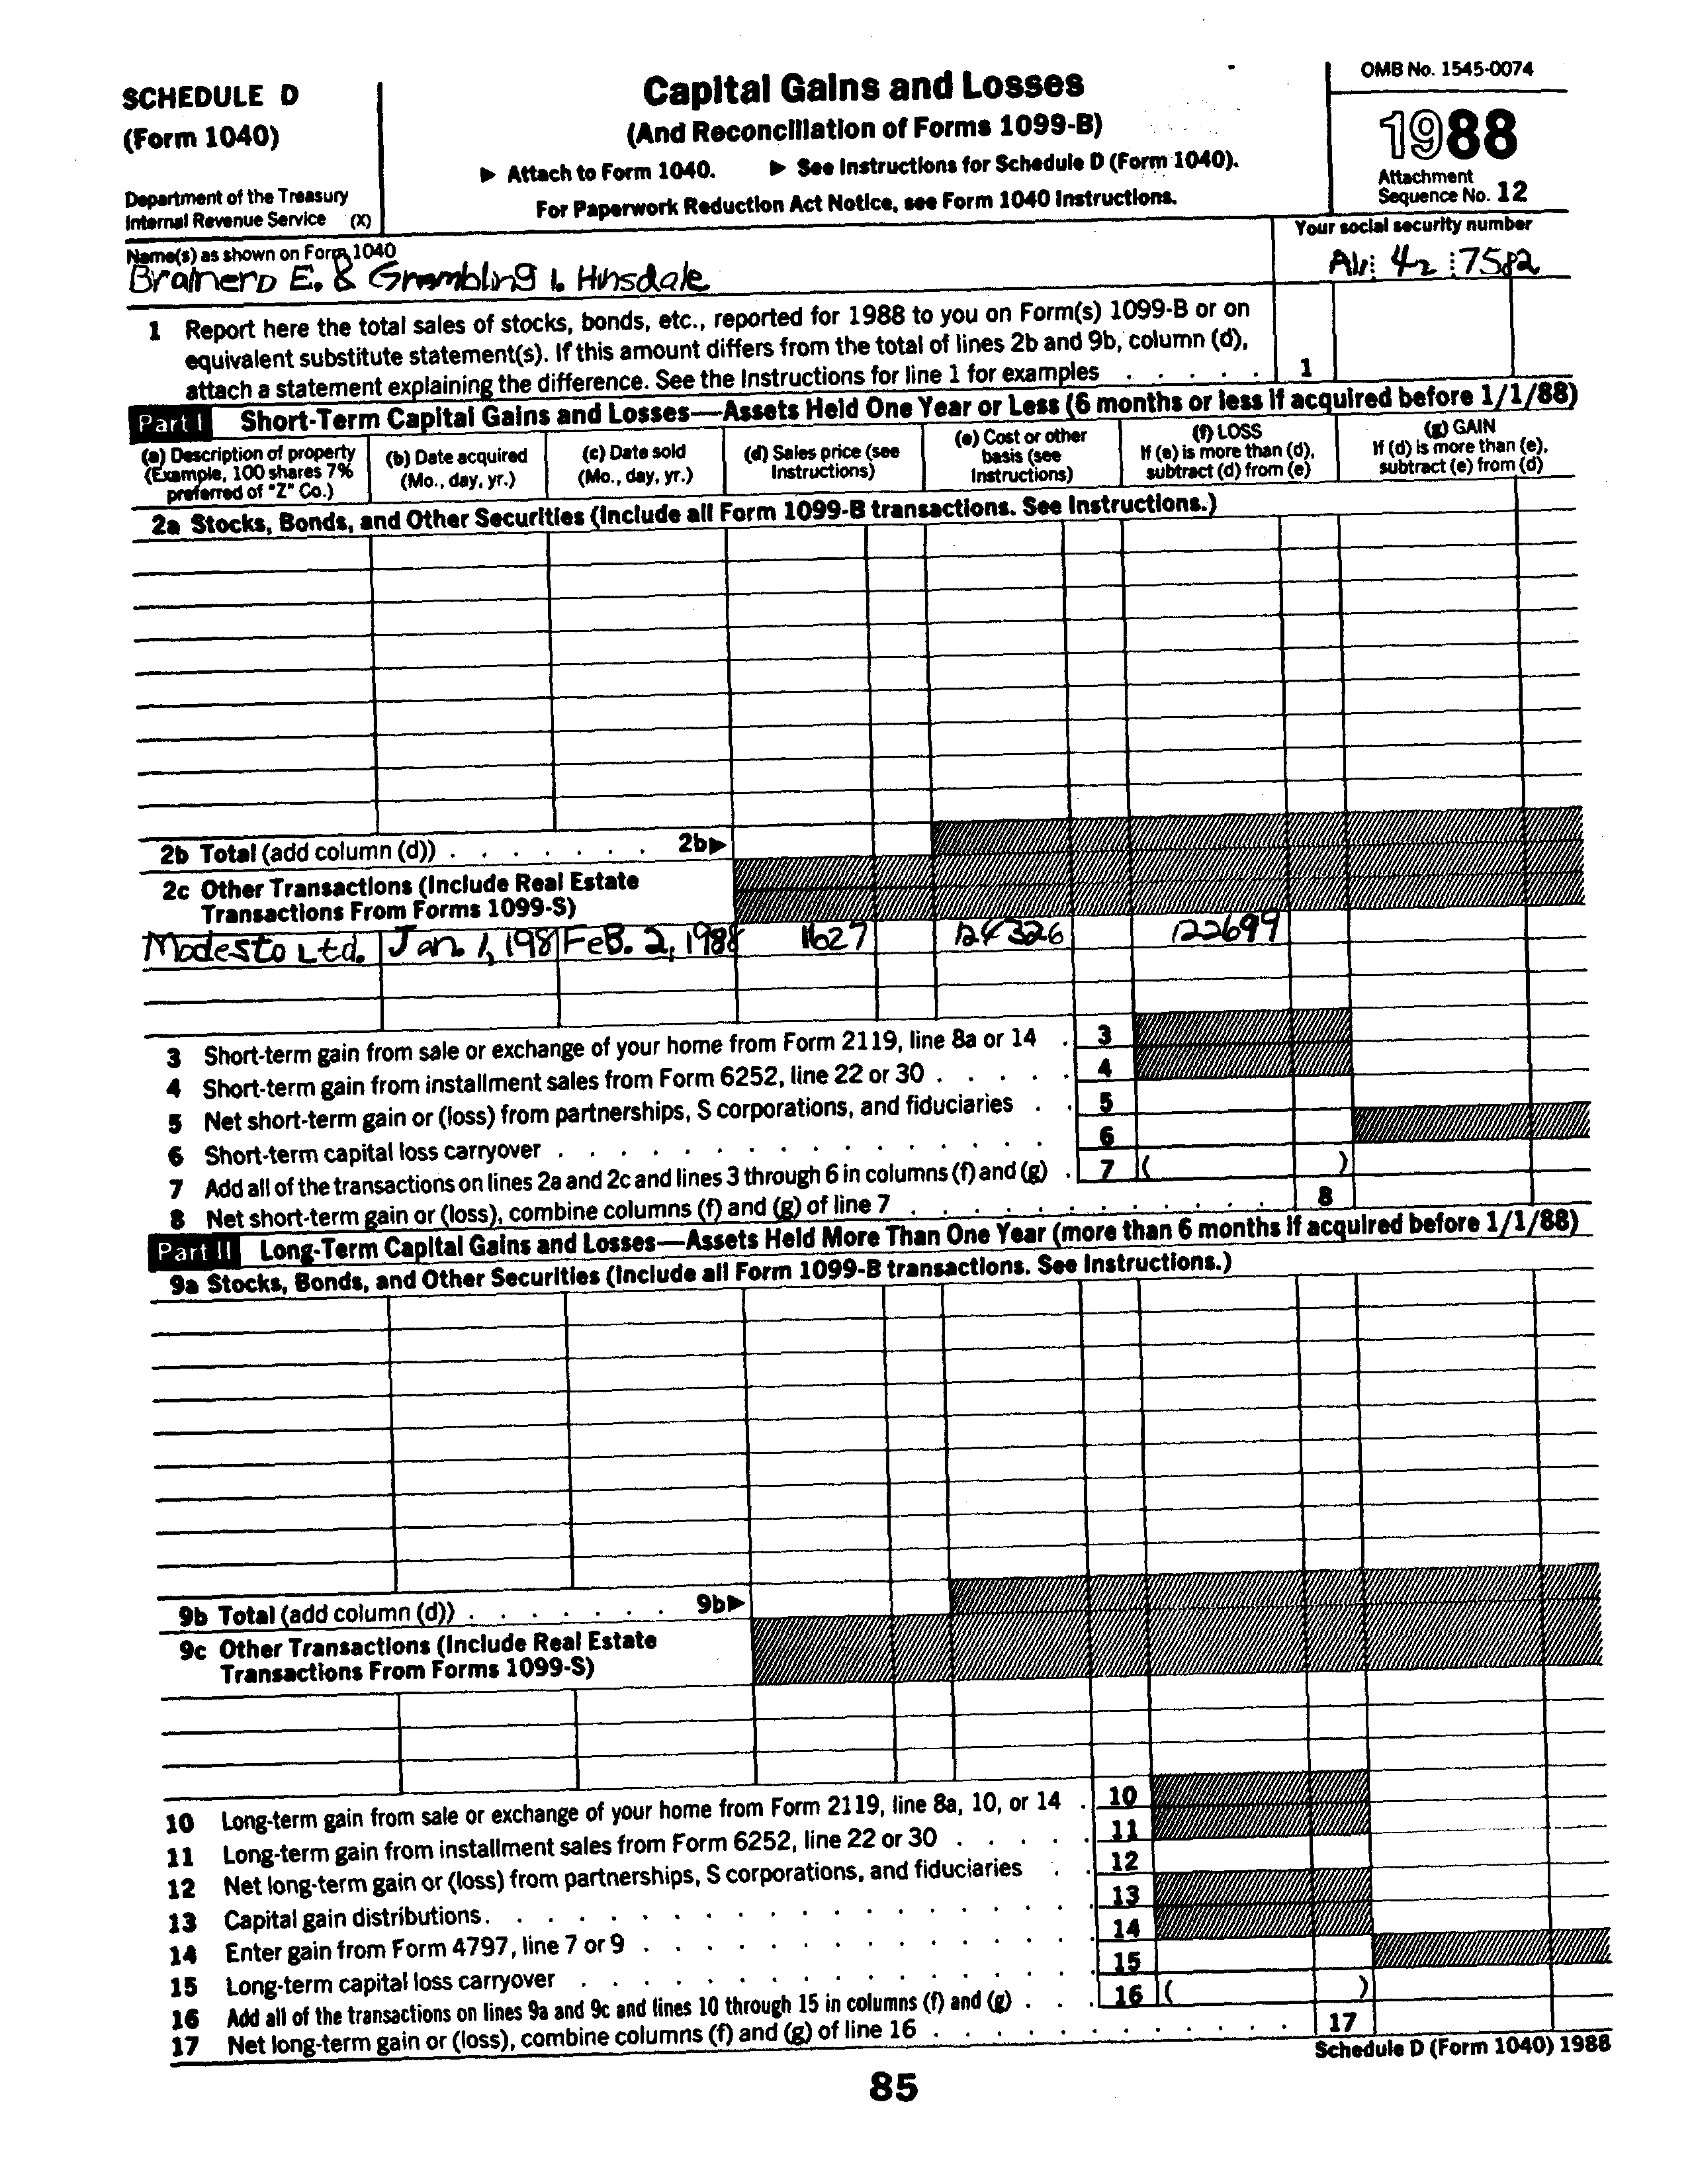 SCHEDULE D
(Form 1040)
Department of the Treasury
Internal Revenue Service (X)
Capital Gains and Losses
(And Reconciliation of Forms 1099-B)
▶ Attach to Form 1040. ▶ See Instructions for Schedule D (Form 1040).
For Paperwork Reduction Act Notice, see Form 1040 Instructions.
OMB No. 1545-0074
1988
Attachment
Sequence No. 12
Name(s) as shown on Form 1040
E. & Grambling Hinsdale
Your social security number
42 7582
1 Report here the total sales of stocks, bonds, etc., reported for 1988 to you on Form(s) 1099-B or on
equivalent substitute statement(s). If this amount differs from the total of lines 2b and 9b, column (d),
attach a statement explaining the difference. See the Instructions for line 1 for examples . . . . . 1
Part I Short-Term Capital Gains and Losses—Assets Held One Year or Less (6 months or less if acquired before 1/1/88)
(a) Description of property
(Example, 100 shares 7%
preferred of "Z" Co.)
(b) Date acquired
(Mo., day, yr.)
(c) Date sold
(Mo., day, yr.)
(d) Sales price (see
Instructions)
(e) Cost or other
basis (see
Instructions)
(f) LOSS
If (e) is more than (d),
subtract (d) from (e)
(g) GAIN
If (d) is more than (e),
subtract (e) from (d)
2a Stocks, Bonds, and Other Securities (Include all Form 1099-B transactions. See Instructions.)
2b Total (add column (d)) . . . . . . . 2b▶
2c Other Transactions (Include Real Estate
Transactions From Forms 1099-S)
Modesto Ltd. Jan. 1, 198 FeB. 2, 1988 1627 124326 122699
3 Short-term gain from sale or exchange of your home from Form 2119, line 8a or 14 . 3
4 Short-term gain from installment sales from Form 6252, line 22 or 30 . . . . . 4
5 Net short-term gain or (loss) from partnerships, S corporations, and fiduciaries . . 5
6 Short-term capital loss carryover . . . . . . . . . . . . . . 6
7 Add all of the transactions on lines 2a and 2c and lines 3 through 6 in columns (f) and (g) . 7 ( )
8 Net short-term gain or (loss), combine columns (f) and (g) of line 7 . . . . . . . . . . . 8
Part II Long-Term Capital Gains and Losses—Assets Held More Than One Year (more than 6 months if acquired before 1/1/88)
9a Stocks, Bonds, and Other Securities (Include all Form 1099-B transactions. See Instructions.)
9b Total (add column (d)) . . . . . . . 9b▶
9c Other Transactions (Include Real Estate
Transactions From Forms 1099-S)
10 Long-term gain from sale or exchange of your home from Form 2119, line 8a, 10, or 14 . 10
11 Long-term gain from installment sales from Form 6252, line 22 or 30 . . . . . 11
12 Net long-term gain or (loss) from partnerships, S corporations, and fiduciaries . . 12
13 Capital gain distributions. . . . . . . . . . . . . . . . . 13
14 Enter gain from Form 4797, line 7 or 9 . . . . . . . . . . . . 14
15 Long-term capital loss carryover . . . . . . . . . . . . . . 15
16 Add all of the transactions on lines 9a and 9c and lines 10 through 15 in columns (f) and (g) . . . 16 ( )
17 Net long-term gain or (loss), combine columns (f) and (g) of line 16 . . . . . . . . . . . 17
Schedule D (Form 1040) 1988
85